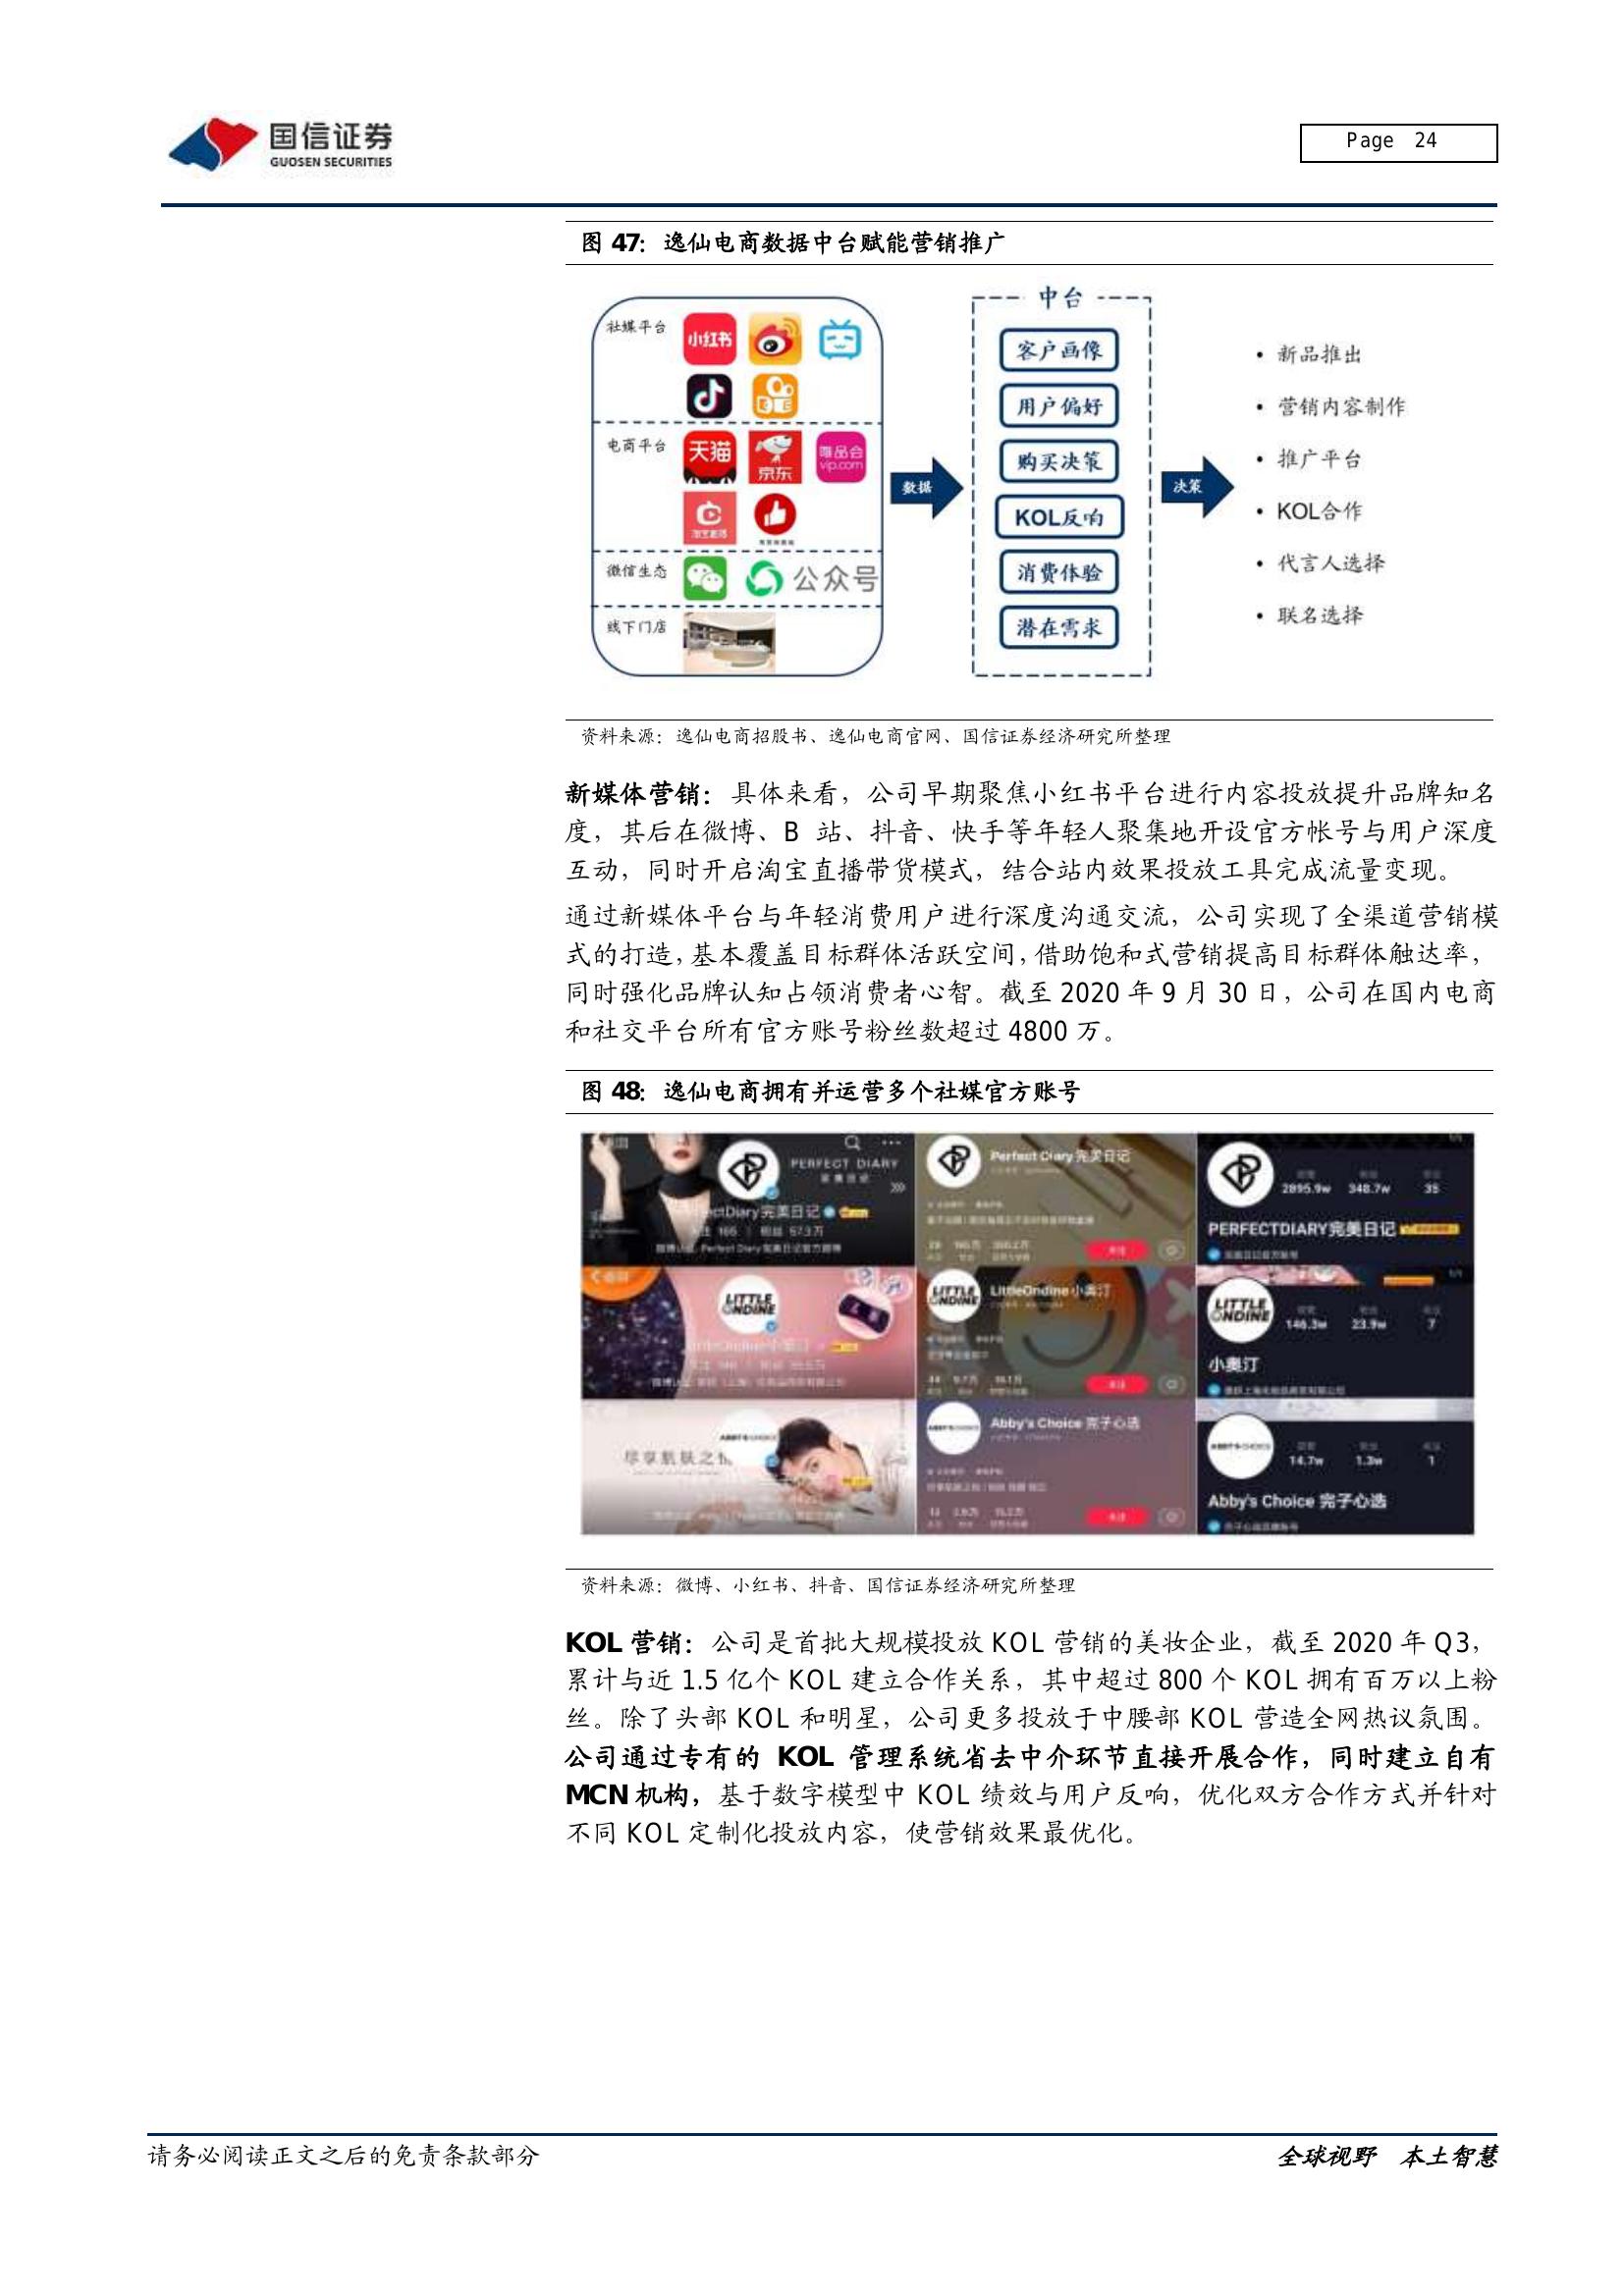 国信证券
GUOSEN SECURITIES
Page 24
图 47：逸仙电商数据中台赋能营销推广
社媒平台
小红书
电商平台
天猫
京东
唯品会
vip.com
微信生态
公众号
线下门店
数据
中台
客户画像
用户偏好
购买决策
KOL反响
消费体验
潜在需求
决策
• 新品推出
• 营销内容制作
• 推广平台
• KOL合作
• 代言人选择
• 联名选择
资料来源：逸仙电商招股书、逸仙电商官网、国信证券经济研究所整理
新媒体营销：具体来看，公司早期聚焦小红书平台进行内容投放提升品牌知名
度，其后在微博、B 站、抖音、快手等年轻人聚集地开设官方帐号与用户深度
互动，同时开启淘宝直播带货模式，结合站内效果投放工具完成流量变现。
通过新媒体平台与年轻消费用户进行深度沟通交流，公司实现了全渠道营销模
式的打造，基本覆盖目标群体活跃空间，借助饱和式营销提高目标群体触达率，
同时强化品牌认知占领消费者心智。截至 2020 年 9 月 30 日，公司在国内电商
和社交平台所有官方账号粉丝数超过 4800 万。
图 48：逸仙电商拥有并运营多个社媒官方账号
PERFECT DIARY
完美日记
ectDiary完美日记
Perfect Diary 完美日记
关注
2895.9w 348.7w 35
PERFECTDIARY完美日记
LITTLE
ONDINE
LITTLE
ONDINE
LittleOndine小奥汀
关注
LITTLE
ONDINE
146.3w 23.9w 7
小奥汀
ABBY'S CHOICE
尽享肌肤之
Abby's Choice 完子心选
关注
14.7w 1.3w 1
Abby's Choice 完子心选
资料来源：微博、小红书、抖音、国信证券经济研究所整理
KOL 营销：公司是首批大规模投放 KOL 营销的美妆企业，截至 2020 年 Q3，
累计与近 1.5 亿个 KOL 建立合作关系，其中超过 800 个 KOL 拥有百万以上粉
丝。除了头部 KOL 和明星，公司更多投放于中腰部 KOL 营造全网热议氛围。
公司通过专有的 KOL 管理系统省去中介环节直接开展合作，同时建立自有
MCN 机构，基于数字模型中 KOL 绩效与用户反响，优化双方合作方式并针对
不同 KOL 定制化投放内容，使营销效果最优化。
请务必阅读正文之后的免责条款部分
全球视野 本土智慧